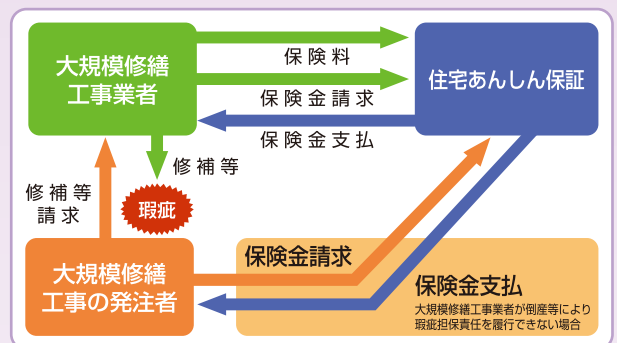 大規模修繕
工事業者
保険料
保険金請求
保険金支払
住宅あんしん保証
修補等
瑕疵
修補等
請求
大規模修繕
工事の発注者
保険金請求
保険金支払
大規模修繕工事業者が倒産等により
瑕疵担保責任を履行できない場合